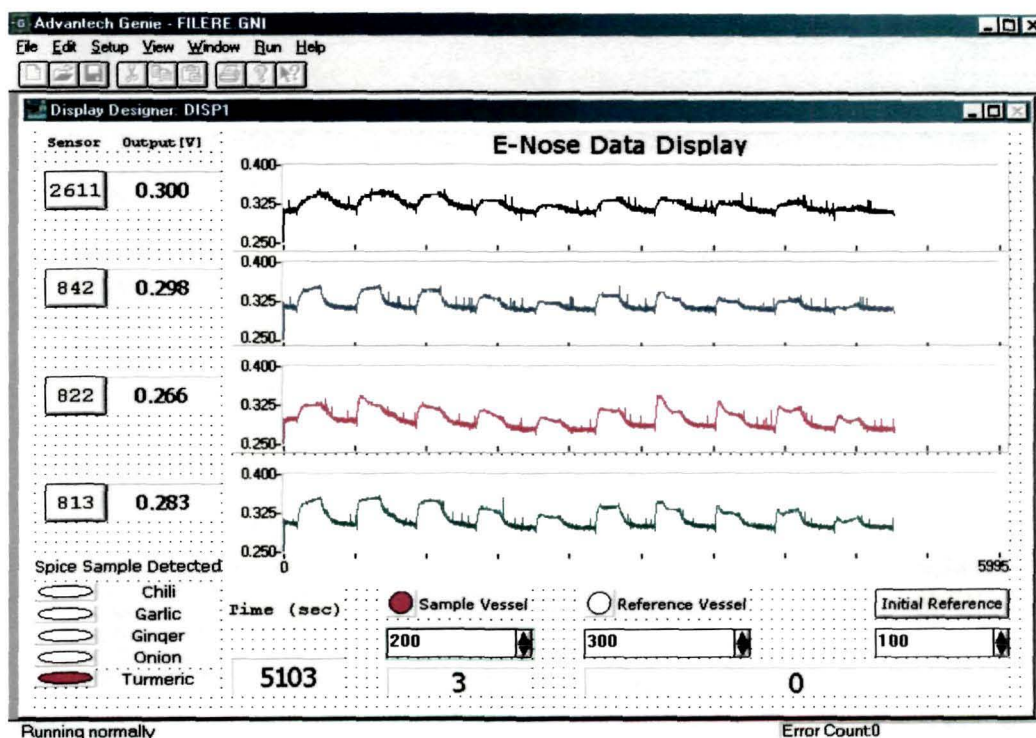 Advantech Genie - FILERE GNI
File Edit Setup View Window Run Help
Display Designer: DISP1
Sensor Output[V]
E-Nose Data Display
2611 0.300
0.400
0.325
0.250
842 0.298
0.400
0.325
0.250
822 0.266
0.400
0.325
0.250
813 0.283
0.400
0.325
0.250
0 5995
Spice Sample Detected
Chili
Garlic
Ginger
Onion
Turmeric
Time (sec)
Sample Vessel
Reference Vessel
Initial Reference
200
300
100
5103
3
0
Running normally
Error Count:0